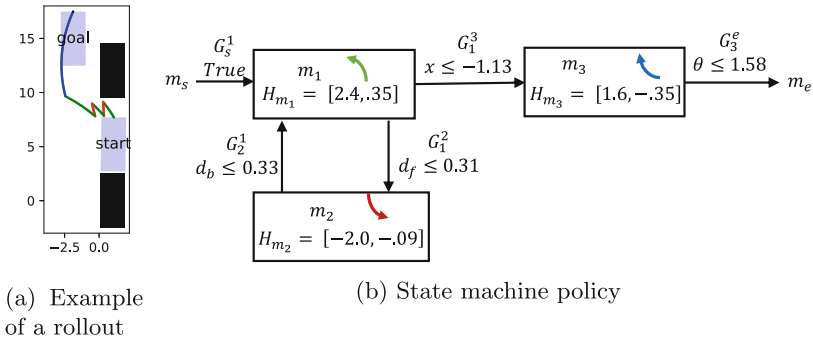 goal
start
15
10
5
0
−2.5 0.0
(a) Example
of a rollout
m_s
G_s^1
True
m_1
H_{m_1} = [2.4, .35]
G_1^3
x ≤ −1.13
m_3
H_{m_3} = [1.6, −.35]
G_3^e
θ ≤ 1.58
m_e
G_2^1
d_b ≤ 0.33
G_1^2
d_f ≤ 0.31
m_2
H_{m_2} = [−2.0, −.09]
(b) State machine policy